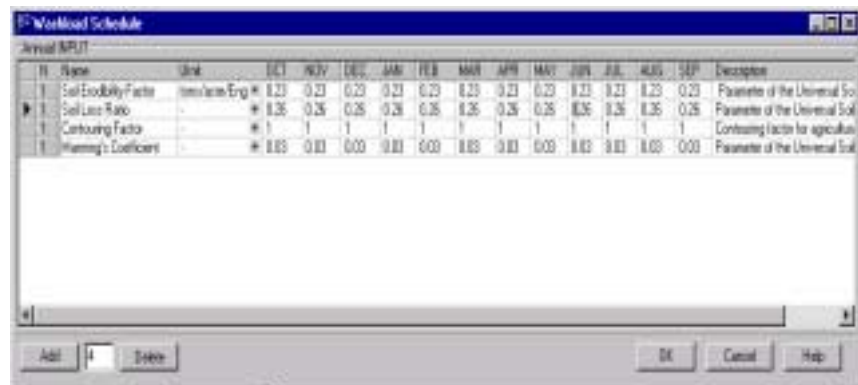 Washload Schedule
Annual INPUT
N Name Unit OCT NOV DEC JAN FEB MAR APR MAY JUN JUL AUG SEP Description
1 Soil Erodibility Factor tons/acre/Eng 0.23 0.23 0.23 0.23 0.23 0.23 0.23 0.23 0.23 0.23 0.23 0.23 Parameter of the Universal So
1 Soil Loss Ratio - 0.26 0.26 0.26 0.26 0.26 0.26 0.26 0.26 0.26 0.26 0.26 0.26 Parameter of the Universal Soil
1 Contouring Factor - 1 1 1 1 1 1 1 1 1 1 1 1 Contouring factor for agricultur
1 Manning's Coefficient - 0.03 0.03 0.03 0.03 0.03 0.03 0.03 0.03 0.03 0.03 0.03 0.03 Parameter of the Universal Soil
Add 4 Delete OK Cancel Help